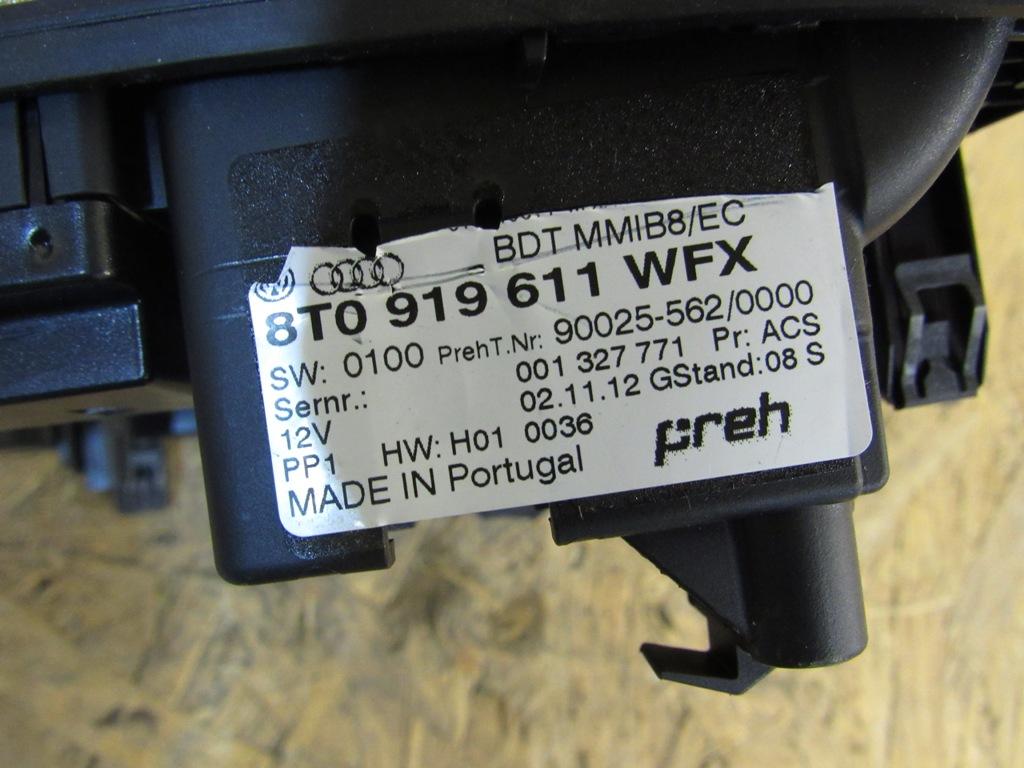 BDT MMIB8/EC
8T0 919 611 WFX
SW: 0100 PrehT.Nr: 90025-562/0000
Sernr.: 001 327 771 Pr: ACS
12V 02.11.12 GStand:08 S
PP1 HW: H01 0036 preh
MADE IN Portugal